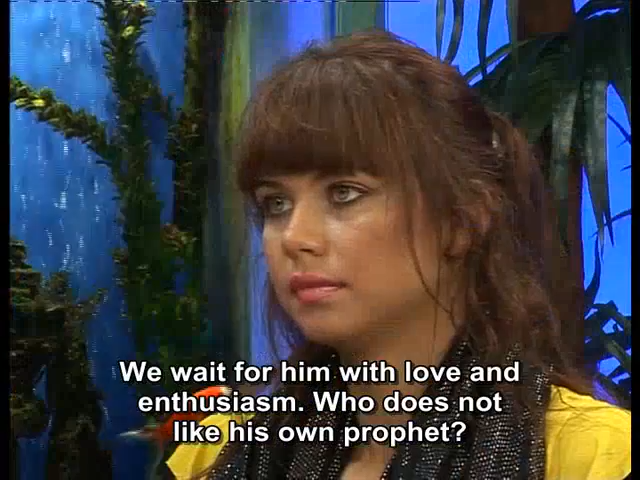 We wait for him with love and
enthusiasm. Who does not
like his own prophet?